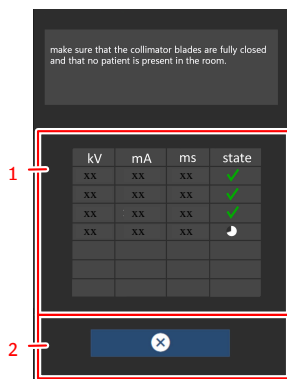 make sure that the collimator blades are fully closed
and that no patient is present in the room.
kV mA ms state
xx xx xx
xx xx xx
xx xx xx
xx xx xx
1
2